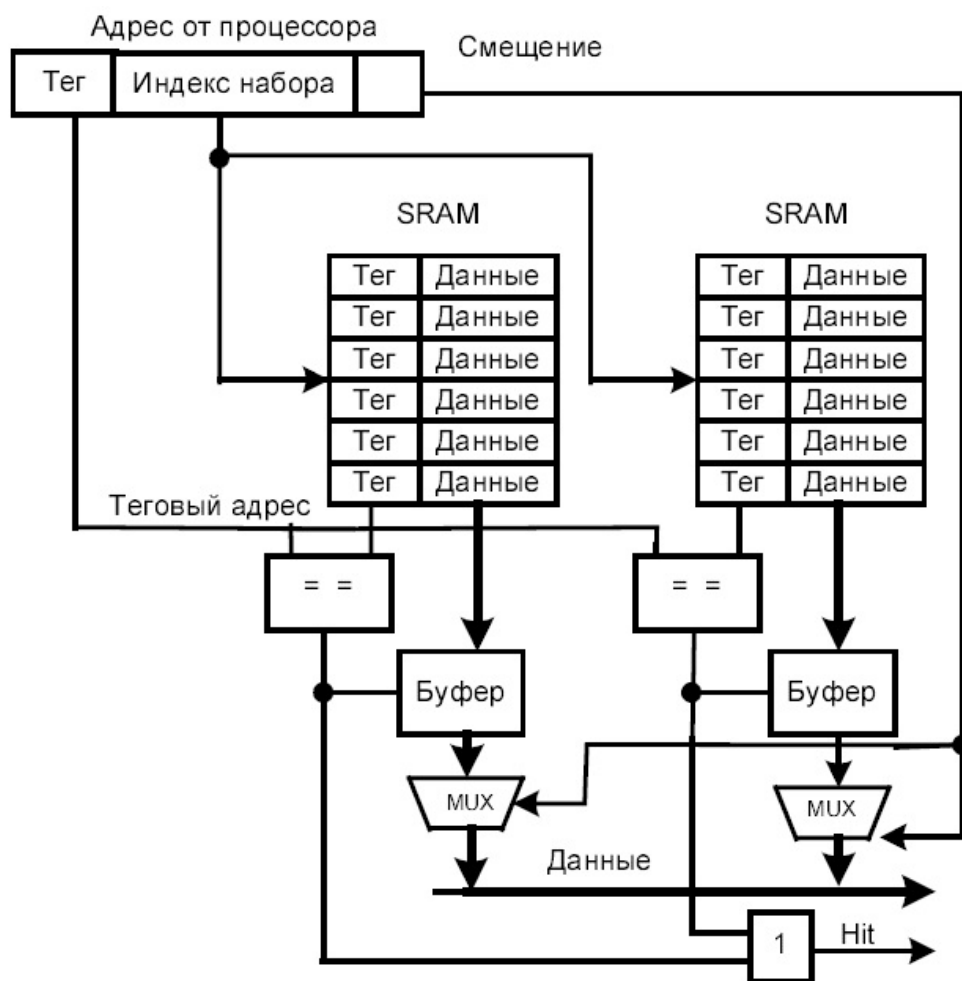 Адрес от процессора
Смещение
Тег Индекс набора
SRAM SRAM
Тег Данные Тег Данные
Тег Данные Тег Данные
Тег Данные Тег Данные
Тег Данные Тег Данные
Тег Данные Тег Данные
Тег Данные Тег Данные
Теговый адрес
= = = =
Буфер Буфер
MUX MUX
Данные
1 Hit